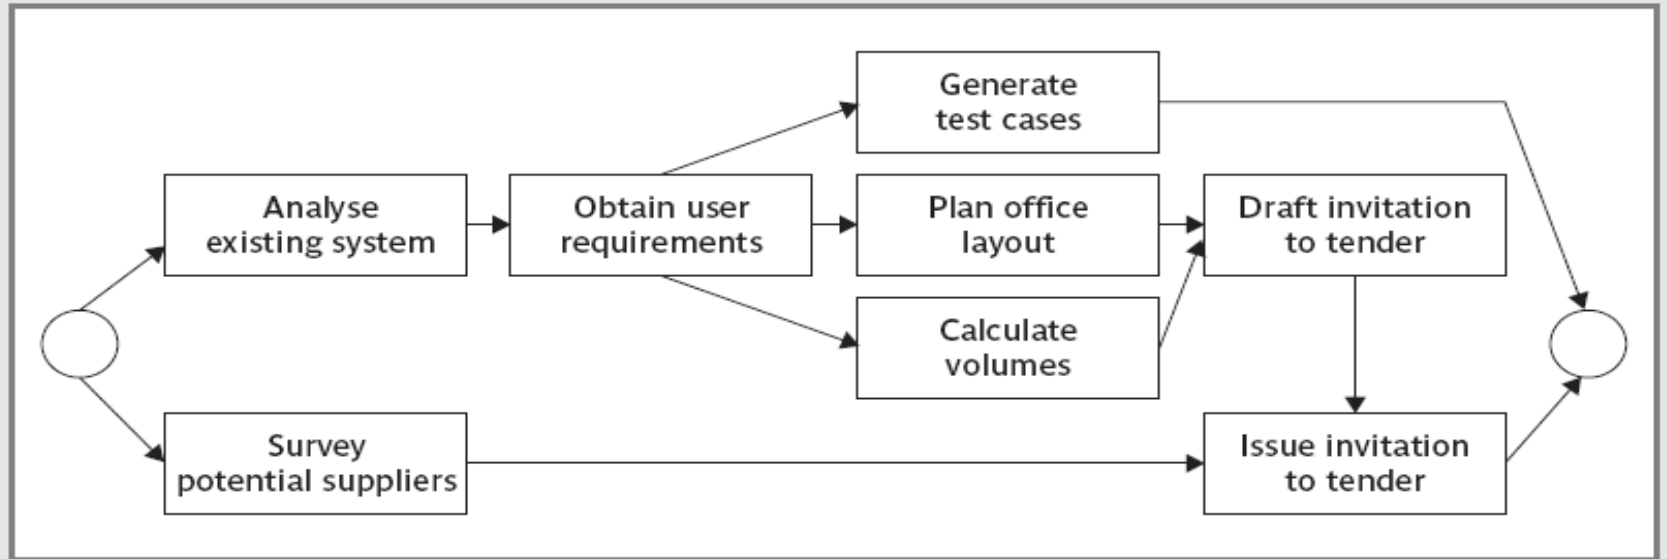 Generate
test cases
Analyse
existing system
Obtain user
requirements
Plan office
layout
Draft invitation
to tender
Calculate
volumes
Survey
potential suppliers
Issue invitation
to tender